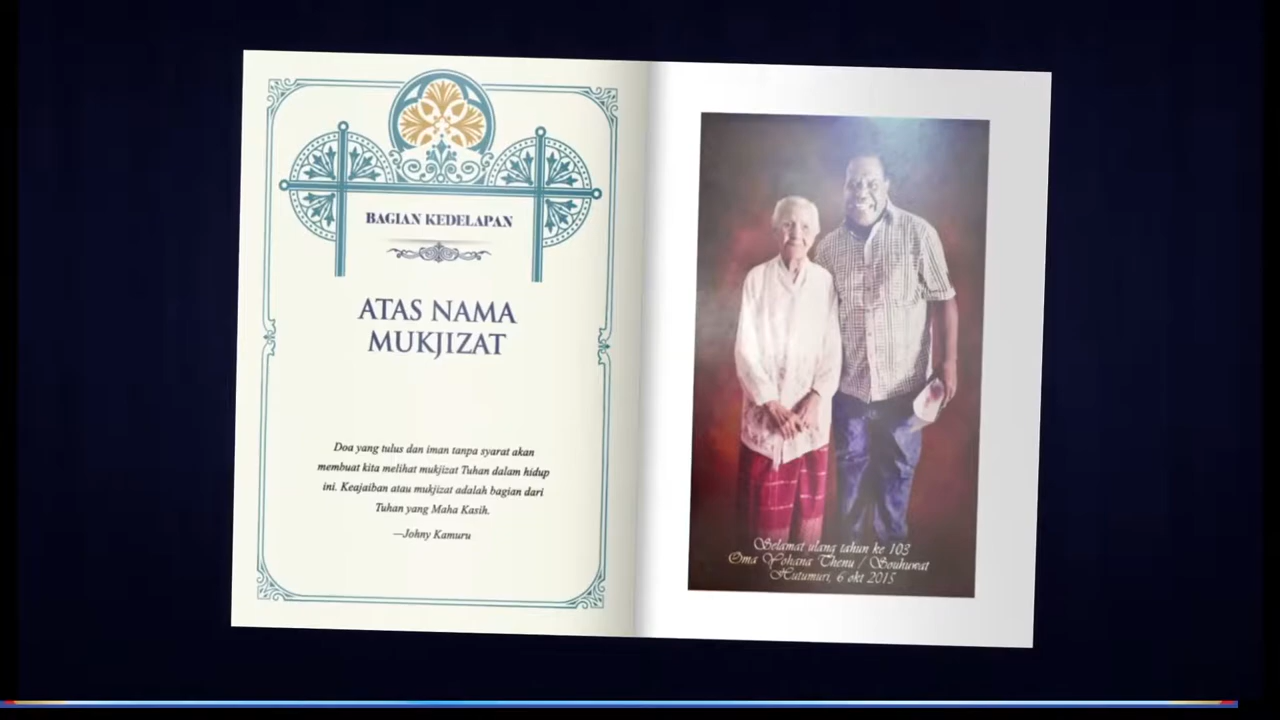 BAGIAN KEDELAPAN
ATAS NAMA
MUKJIZAT
Doa yang tulus dan iman tanpa syarat akan
membuat kita melihat mukjizat Tuhan dalam hidup
ini. Keajaiban atau mukjizat adalah bagian dari
Tuhan yang Maha Kasih.
—Johny Kamuru
Selamat ulang tahun ke 103
Oma Yohana Thenu / Souhuwat
Hutumuri, 6 okt 2015